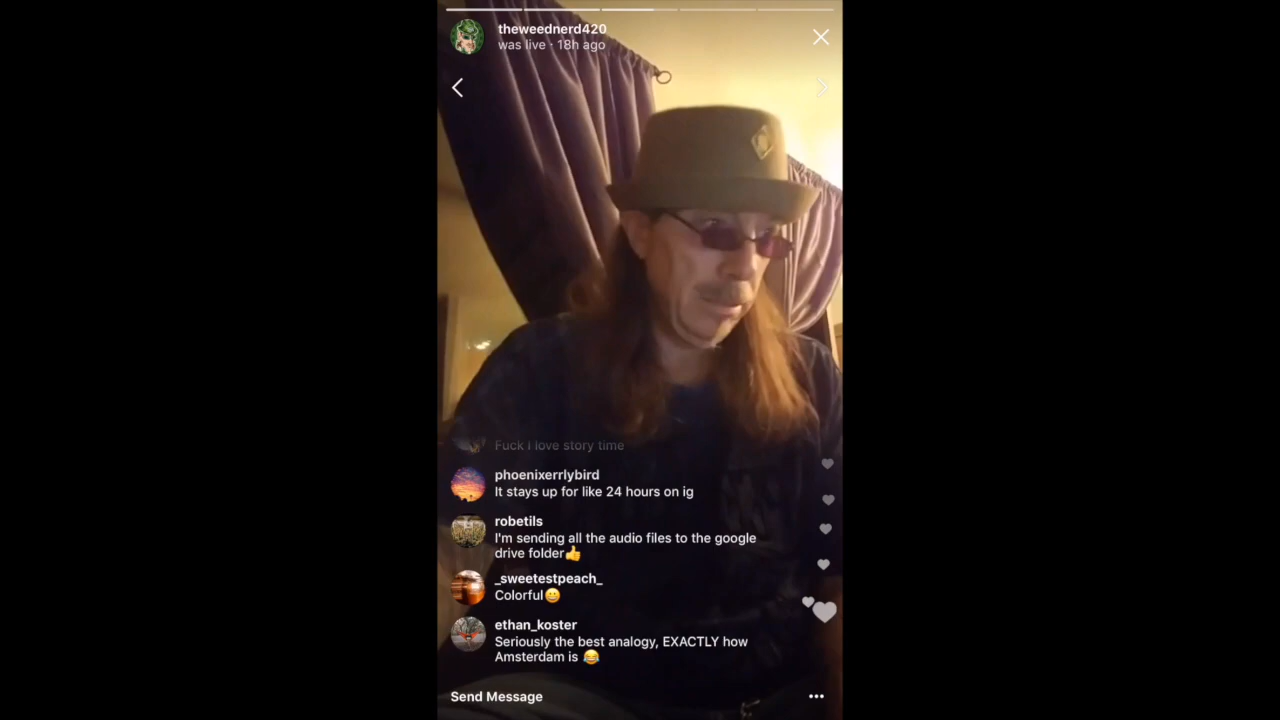 theweednerd420
was live · 18h ago
Fuck i love story time
phoenixerrlybird
It stays up for like 24 hours on ig
robetils
I'm sending all the audio files to the google
drive folder👍
_sweetestpeach_
Colorful😀
ethan_koster
Seriously the best analogy, EXACTLY how
Amsterdam is 😂
Send Message